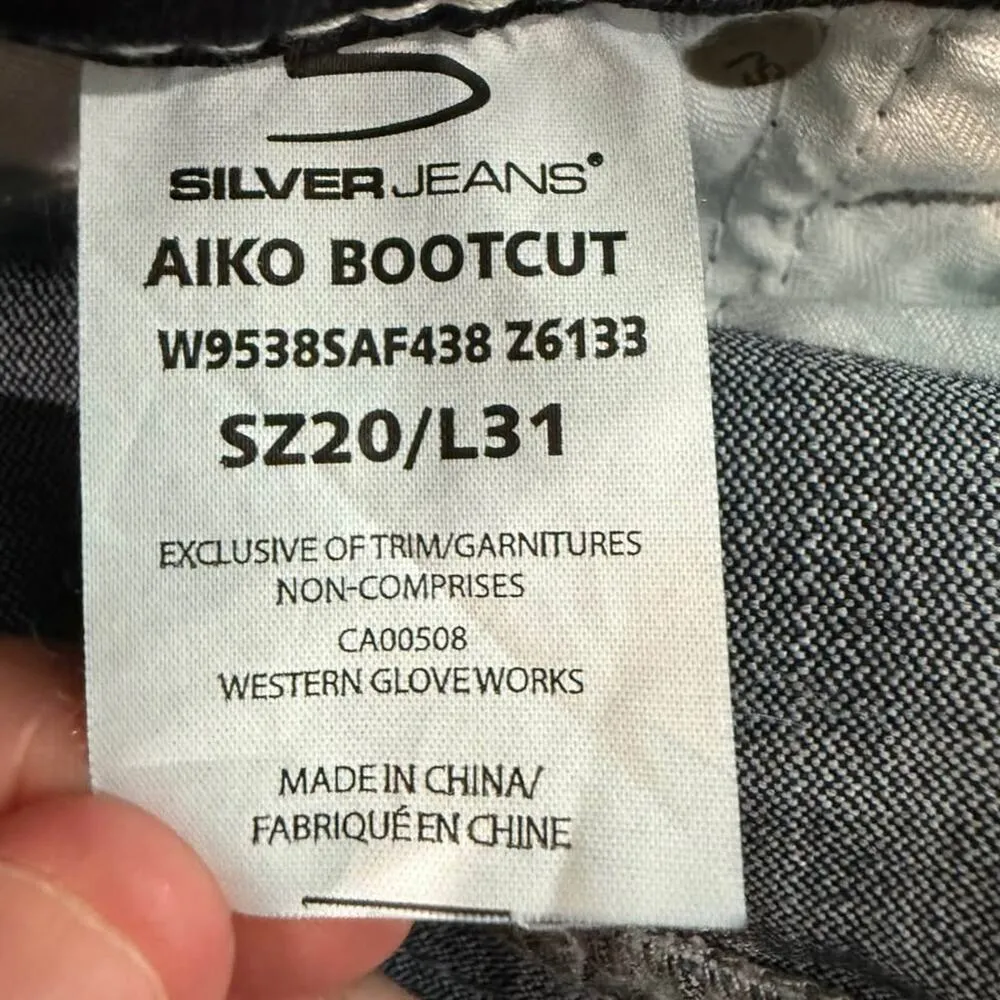 SILVER JEANS
AIKO BOOTCUT
W9538SAF438 Z6133
SZ20/L31
EXCLUSIVE OF TRIM/GARNITURES
NON-COMPRISES
CA00508
WESTERN GLOVE WORKS
MADE IN CHINA/
FABRIQUÉ EN CHINE